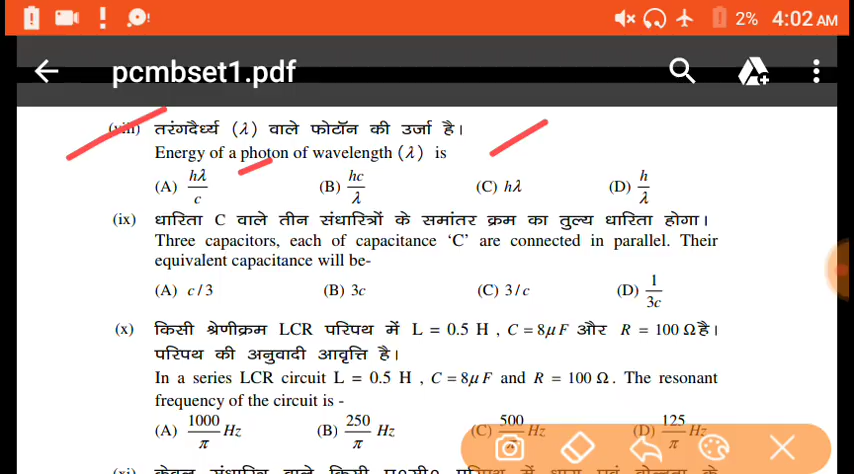 2% 4:02 AM
pcmbset1.pdf
(viii) तरंगदैर्ध्य (λ) वाले फोटॉन की उर्जा है।
Energy of a photon of wavelength (λ) is
(A) hλ/c (B) hc/λ (C) hλ (D) h/λ
(ix) धारिता C वाले तीन संधारित्रों के समांतर क्रम का तुल्य धारिता होगा।
Three capacitors, each of capacitance ‘C’ are connected in parallel. Their
equivalent capacitance will be-
(A) c/3 (B) 3c (C) 3/c (D) 1/3c
(x) किसी श्रेणीक्रम LCR परिपथ में L = 0.5 H , C = 8μF और R = 100 Ω है।
परिपथ की अनुवादी आवृत्ति है।
In a series LCR circuit L = 0.5 H , C = 8μF and R = 100 Ω. The resonant
frequency of the circuit is -
(A) 1000/π Hz (B) 250/π Hz (C) 500/π Hz (D) 125/π Hz